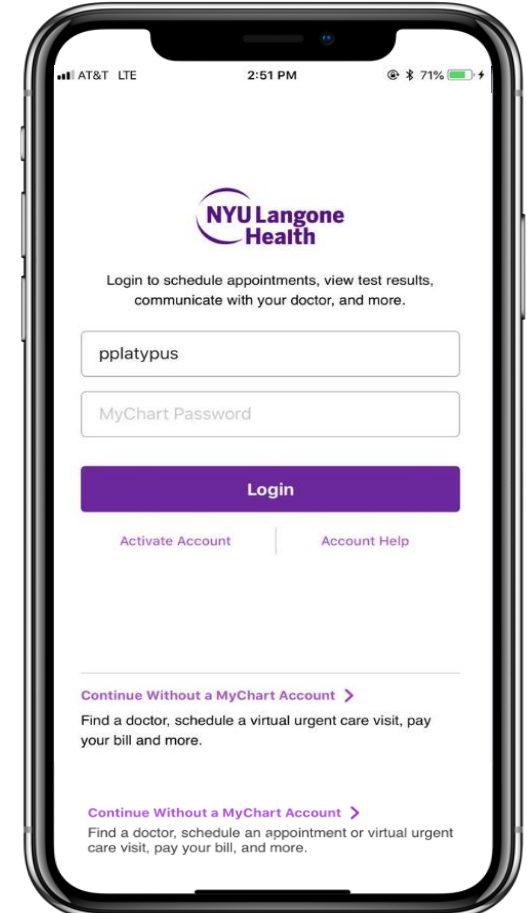 AT&T LTE 2:51 PM 71%
NYU Langone
Health
Login to schedule appointments, view test results,
communicate with your doctor, and more.
pplatypus
MyChart Password
Login
Activate Account Account Help
Continue Without a MyChart Account
Find a doctor, schedule a virtual urgent care visit, pay
your bill and more.
Continue Without a MyChart Account
Find a doctor, schedule an appointment or virtual urgent
care visit, pay your bill, and more.